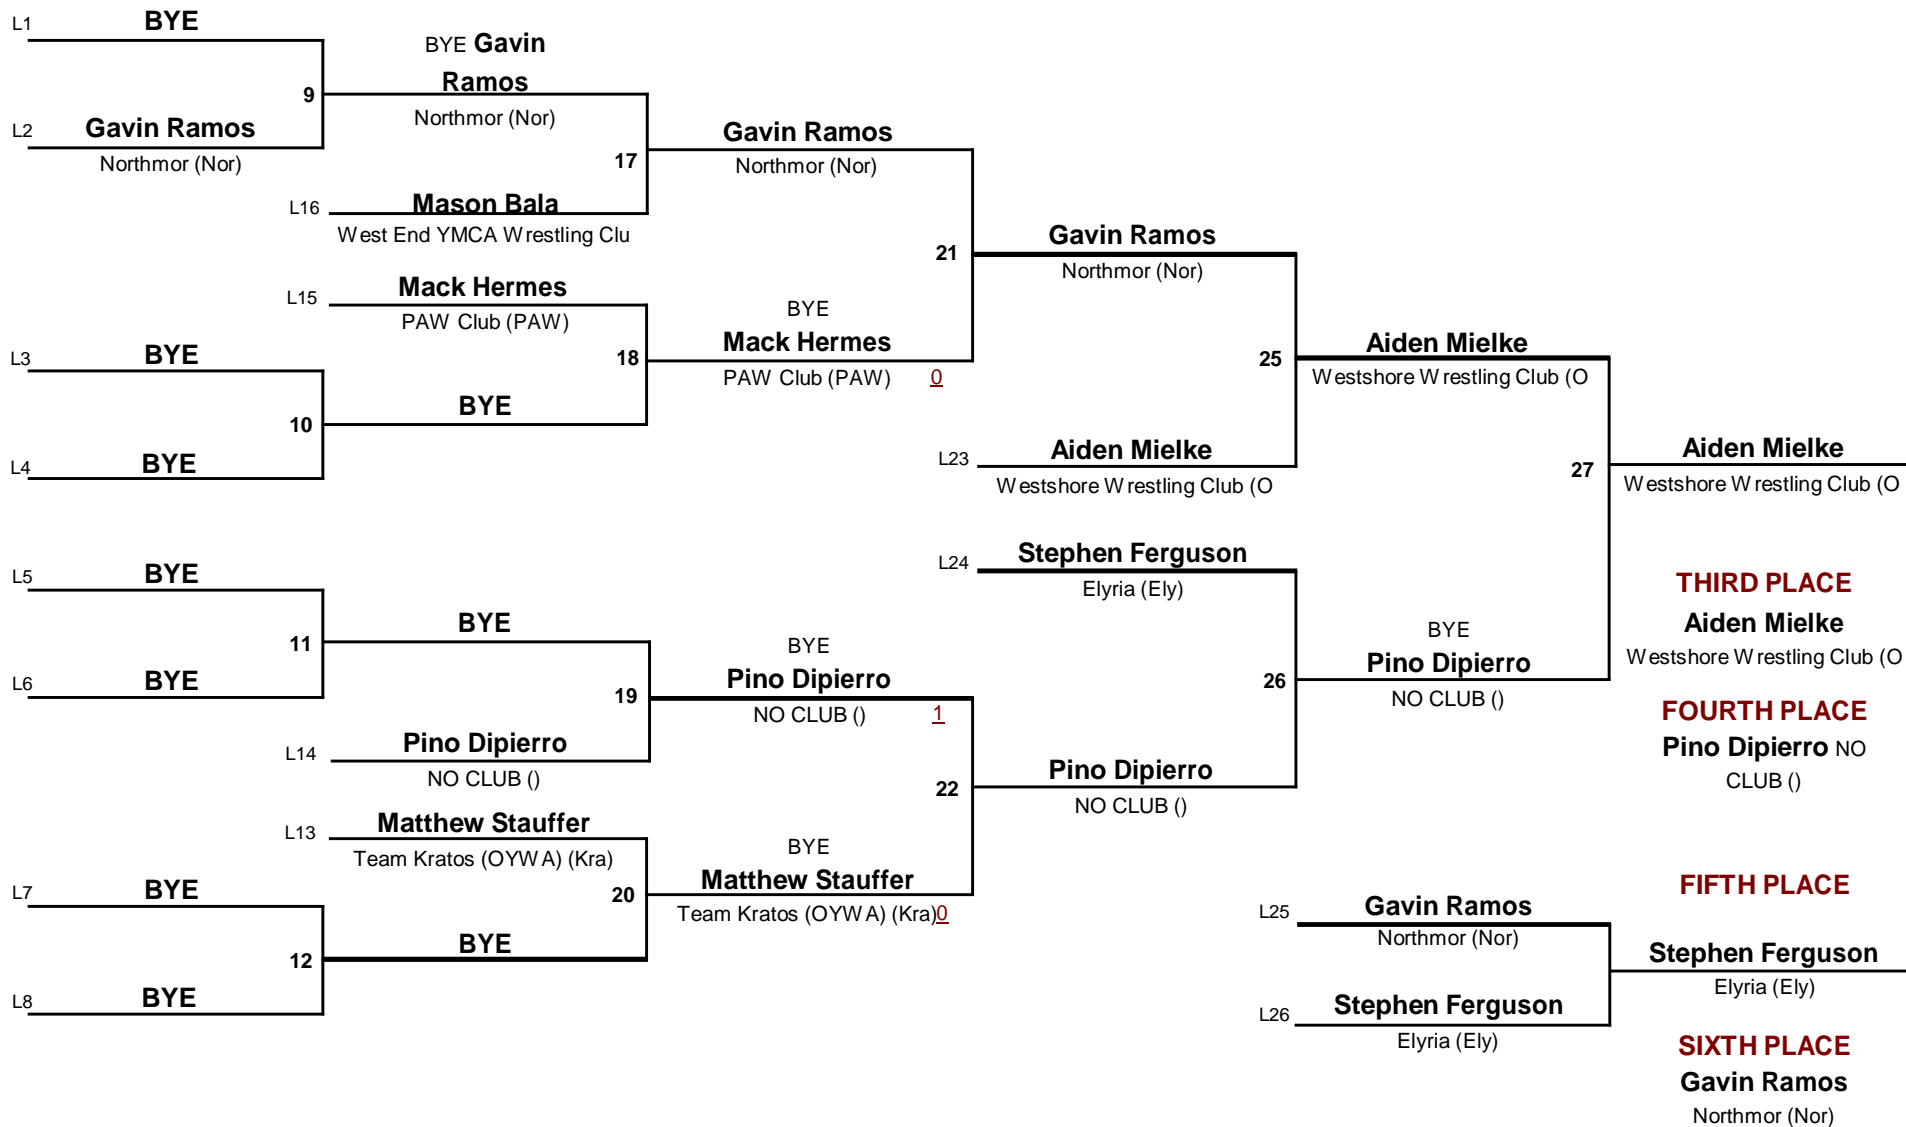 L1
BYE
BYE Gavin
Ramos
Northmor (Nor)
9
L2
Gavin Ramos
Northmor (Nor)
17
Gavin Ramos
Northmor (Nor)
L16
Mason Bala
West End YMCA Wrestling Clu
21
Gavin Ramos
Northmor (Nor)
L15
Mack Hermes
PAW Club (PAW)
BYE
Mack Hermes
PAW Club (PAW)
0
L3
BYE
18
10
BYE
L4
BYE
25
Aiden Mielke
Westshore Wrestling Club (O
L23
Aiden Mielke
Westshore Wrestling Club (O
27
Aiden Mielke
Westshore Wrestling Club (O
L24
Stephen Ferguson
Elyria (Ely)
L5
BYE
11
BYE
L6
BYE
19
BYE
Pino Dipierro
NO CLUB ()
1
L14
Pino Dipierro
NO CLUB ()
26
BYE
Pino Dipierro
NO CLUB ()
THIRD PLACE
Aiden Mielke
Westshore Wrestling Club (O
FOURTH PLACE
Pino Dipierro NO
CLUB ()
22
Pino Dipierro
NO CLUB ()
L13
Matthew Stauffer
Team Kratos (OYWA) (Kra)
BYE
Matthew Stauffer
Team Kratos (OYWA) (Kra)0
L7
BYE
20
12
BYE
L8
BYE
FIFTH PLACE
L25
Gavin Ramos
Northmor (Nor)
Stephen Ferguson
Elyria (Ely)
L26
Stephen Ferguson
Elyria (Ely)
SIXTH PLACE
Gavin Ramos
Northmor (Nor)